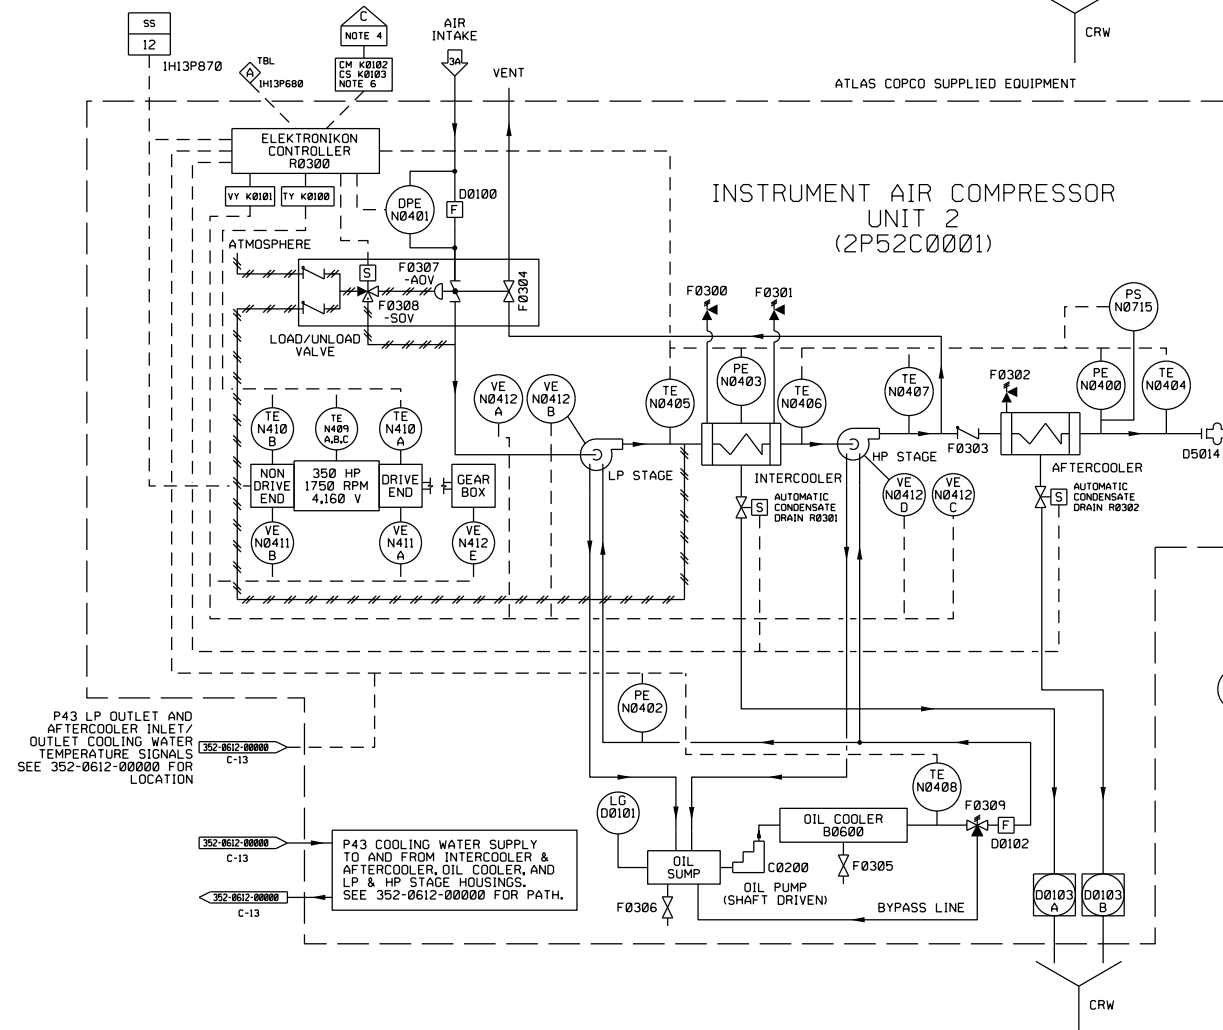 SS
12
1H13P870
A
TBL
1H13P680
C
NOTE 4
CM K0102
CS K0103
NOTE 6
AIR
INTAKE
3A
VENT
CRW
ATLAS COPCO SUPPLIED EQUIPMENT
ELEKTRONIKON
CONTROLLER
R0300
VY K0101
TY K0100
DPE
N0401
D0100
F
INSTRUMENT AIR COMPRESSOR
UNIT 2
(2P52C0001)
ATMOSPHERE
S
F0307
-AOV
F0308
-SOV
F0304
LOAD/UNLOAD
VALVE
F0300
F0301
PS
N0715
TE
N0405
PE
N0403
TE
N0406
TE
N0407
F0302
PE
N0400
TE
N0404
VE
N0412
A
VE
N0412
B
TE
N410
B
TE
N409
A,B,C
TE
N410
A
LP STAGE
INTERCOOLER
HP STAGE
F0303
AFTERCOOLER
D5014
NON
DRIVE
END
350 HP
1750 RPM
4,160 V
DRIVE
END
GEAR
BOX
S
AUTOMATIC
CONDENSATE
DRAIN R0301
VE
N0412
D
VE
N0412
C
S
AUTOMATIC
CONDENSATE
DRAIN R0302
VE
N0411
B
VE
N411
A
VE
N412
E
PE
N0402
P43 LP OUTLET AND
AFTERCOOLER INLET/
OUTLET COOLING WATER
TEMPERATURE SIGNALS
SEE 352-0612-00000 FOR
LOCATION
352-0612-00000
C-13
TE
N0408
LG
D0101
OIL COOLER
B0600
F0309
F
D0102
352-0612-00000
C-13
P43 COOLING WATER SUPPLY
TO AND FROM INTERCOOLER &
AFTERCOOLER, OIL COOLER, AND
LP & HP STAGE HOUSINGS.
SEE 352-0612-00000 FOR PATH.
352-0612-00000
C-13
OIL
SUMP
C0200
OIL PUMP
(SHAFT DRIVEN)
F0305
F0306
BYPASS LINE
D0103
A
D0103
B
CRW